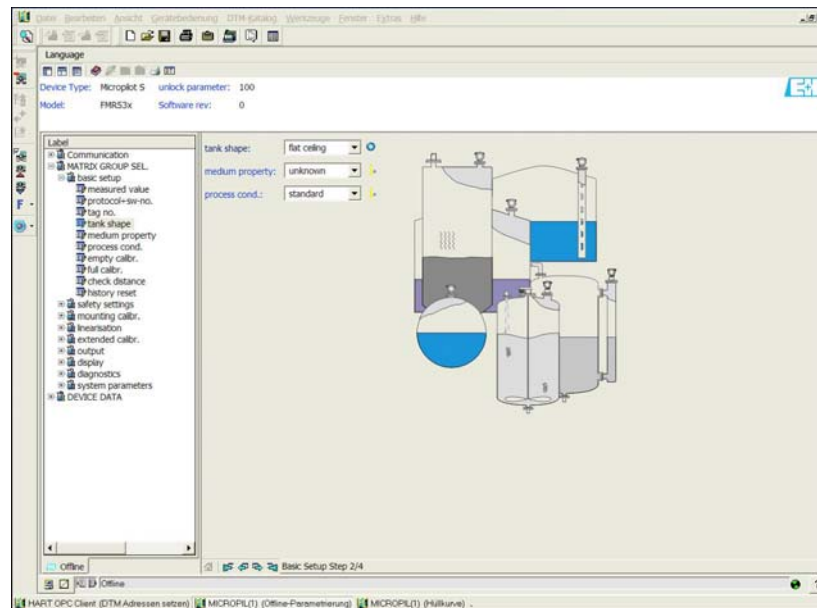 Datei Bearbeiten Ansicht Gerätebedienung DTM-Katalog Werkzeuge Fenster Extras Hilfe
Language
Device Type: Micropilot S unlock parameter: 100
Model: FMR53x Software rev: 0
E+H
Label
Communication
MATRIX GROUP SEL.
basic setup
measured value
protocol+sw-no.
tag no.
tank shape
medium property
process cond.
empty calibr.
full calibr.
check distance
history reset
safety settings
mounting calibr.
linearisation
extended calibr.
output
display
diagnostics
system parameters
DEVICE DATA
tank shape: flat ceiling
medium property: unknown
process cond.: standard
F
Offline
Basic Setup Step 2/4
Offline
HART OPC Client (DTM Adressen setzen) MICROPIL(1) (Offline-Parametrierung) MICROPIL(1) (Hüllkurve)